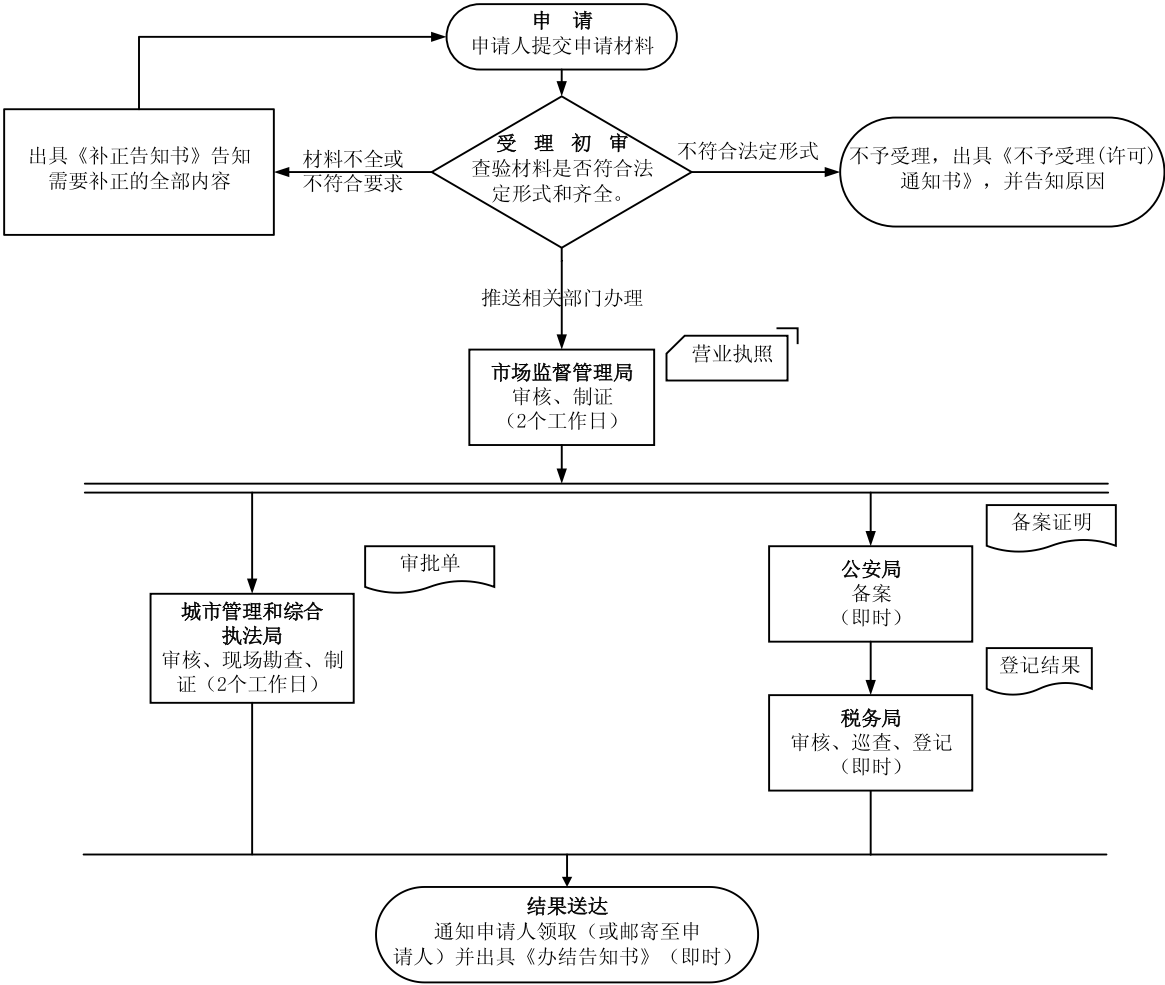 申 请
申请人提交申请材料
受 理 初 审
查验材料是否符合法
定形式和齐全。
材料不全或
不符合要求
出具《补正告知书》告知
需要补正的全部内容
不符合法定形式
不予受理，出具《不予受理(许可)
通知书》，并告知原因
推送相关部门办理
市场监督管理局
审核、制证
（2个工作日）
营业执照
城市管理和综合
执法局
审核、现场勘查、制
证（2个工作日）
审批单
公安局
备案
（即时）
备案证明
税务局
审核、巡查、登记
（即时）
登记结果
结果送达
通知申请人领取（或邮寄至申
请人）并出具《办结告知书》（即时）